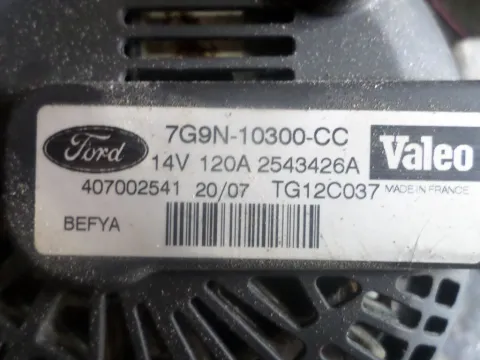 Ford
7G9N-10300-CC
14V 120A 2543426A
Valeo
407002541 20/07 TG12C037 MADE IN FRANCE
BEFYA